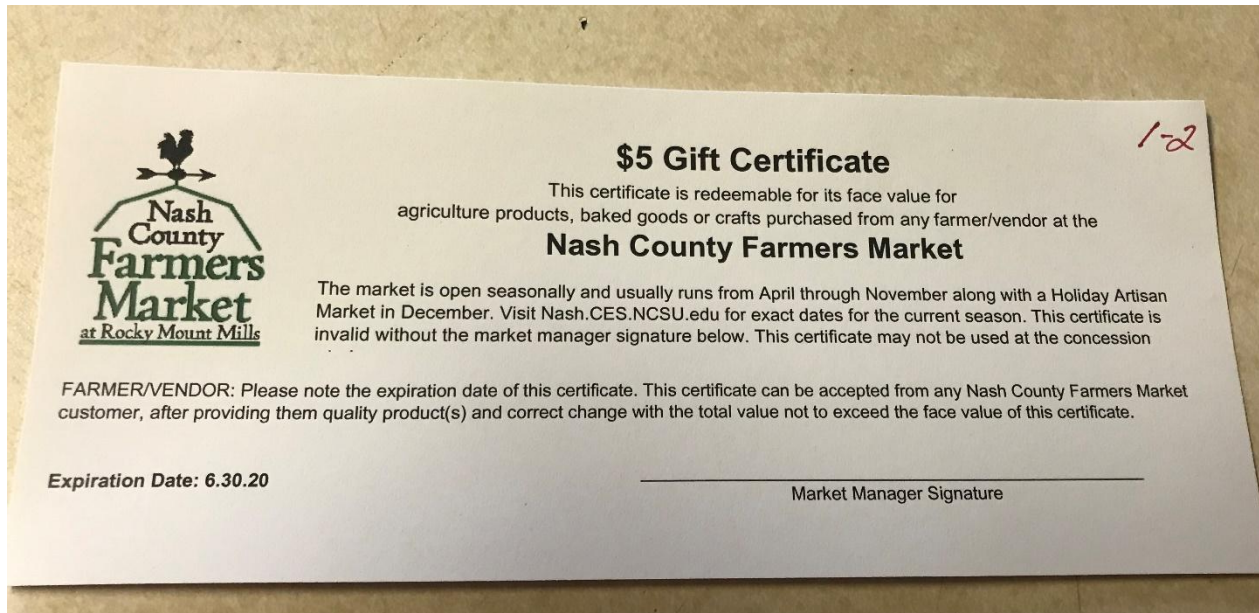 1-2
Nash
County
Farmers
Market
at Rocky Mount Mills
$5 Gift Certificate
This certificate is redeemable for its face value for
agriculture products, baked goods or crafts purchased from any farmer/vendor at the
Nash County Farmers Market
The market is open seasonally and usually runs from April through November along with a Holiday Artisan
Market in December. Visit Nash.CES.NCSU.edu for exact dates for the current season. This certificate is
invalid without the market manager signature below. This certificate may not be used at the concession
FARMER/VENDOR: Please note the expiration date of this certificate. This certificate can be accepted from any Nash County Farmers Market
customer, after providing them quality product(s) and correct change with the total value not to exceed the face value of this certificate.
Expiration Date: 6.30.20
Market Manager Signature